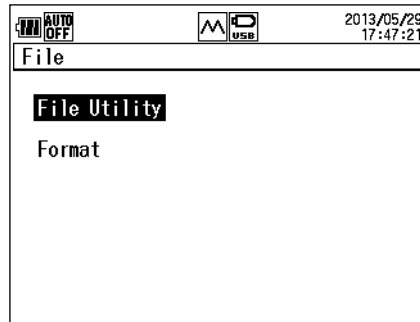 AUTO OFF
USB
2013/05/29
17:47:21
File
File Utility
Format